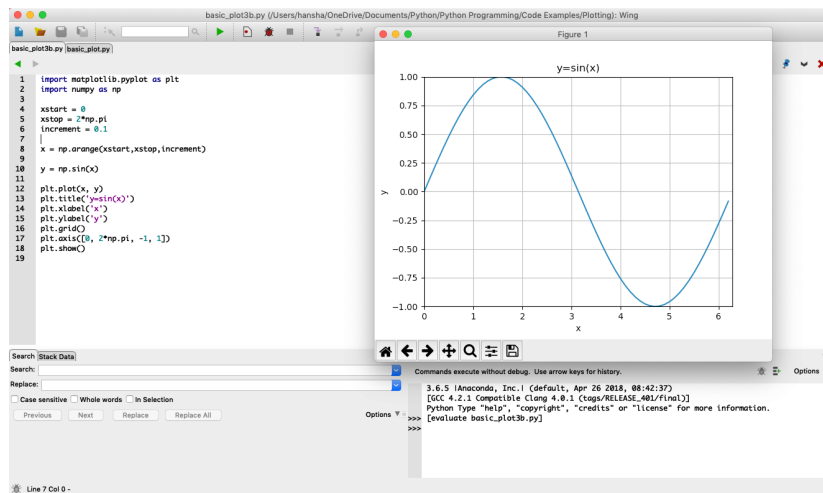 basic_plot3b.py (/Users/hansha/OneDrive/Documents/Python/Python Programming/Code Examples/Plotting): Wing
basic_plot3b.py basic_plot.py
1 import matplotlib.pyplot as plt
2 import numpy as np
3
4 xstart = 0
5 xstop = 2*np.pi
6 increment = 0.1
7
8 x = np.arange(xstart,xstop,increment)
9
10 y = np.sin(x)
11
12 plt.plot(x, y)
13 plt.title('y=sin(x)')
14 plt.xlabel('x')
15 plt.ylabel('y')
16 plt.grid()
17 plt.axis([0, 2*np.pi, -1, 1])
18 plt.show()
19
Figure 1
y=sin(x)
1.00
0.75
0.50
0.25
0.00
−0.25
−0.50
−0.75
−1.00
y
0 1 2 3 4 5 6
x
Search Stack Data
Search:
Replace:
Case sensitive Whole words In Selection
Previous Next Replace Replace All Options
Commands execute without debug. Use arrow keys for history. Options
3.6.5 |Anaconda, Inc.| (default, Apr 26 2018, 08:42:37)
[GCC 4.2.1 Compatible Clang 4.0.1 (tags/RELEASE_401/final)]
Python Type "help", "copyright", "credits" or "license" for more information.
>>> [evaluate basic_plot3b.py]
>>>
Line 7 Col 0 -